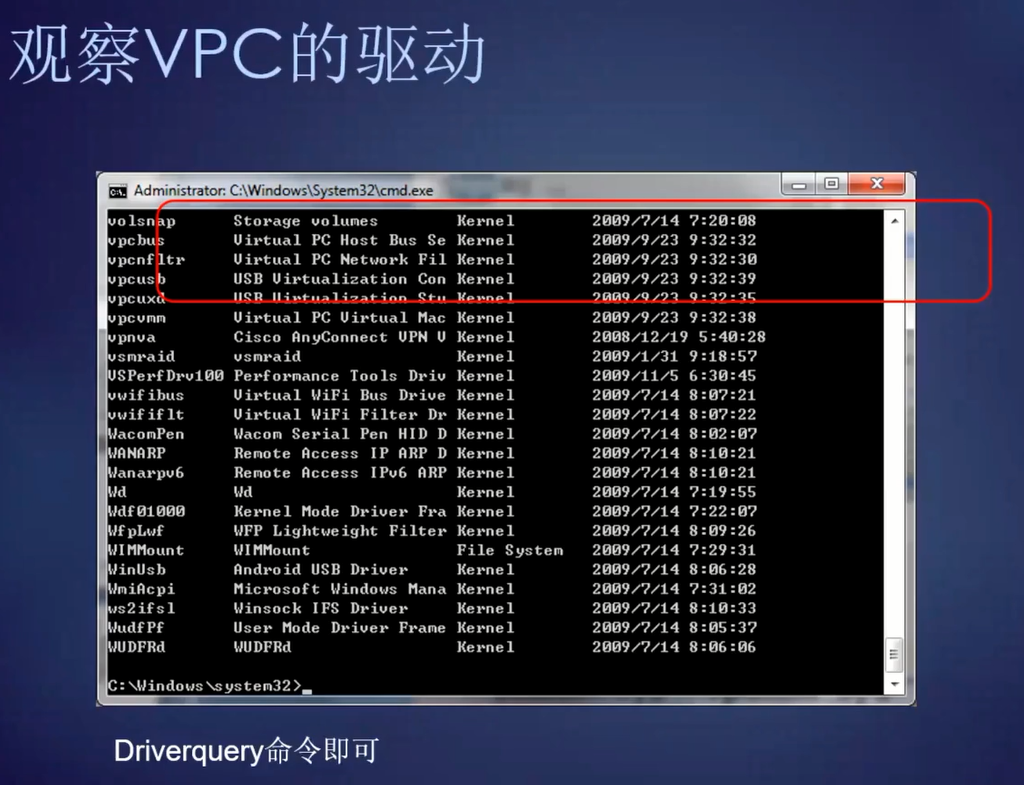 观察VPC的驱动
Administrator: C:\Windows\System32\cmd.exe
volsnap Storage volumes Kernel 2009/7/14 7:20:08
vpcbus Virtual PC Host Bus Se Kernel 2009/9/23 9:32:32
vpcnfltr Virtual PC Network Fil Kernel 2009/9/23 9:32:30
vpcusb USB Virtualization Con Kernel 2009/9/23 9:32:39
vpcuxd USB Virtualization Stu Kernel 2009/9/23 9:32:35
vpcvmm Virtual PC Virtual Mac Kernel 2009/9/23 9:32:38
vpnva Cisco AnyConnect VPN V Kernel 2008/12/19 5:40:28
vsmraid vsmraid Kernel 2009/1/31 9:18:57
VSPerfDrv100 Performance Tools Driv Kernel 2009/11/5 6:30:45
vwifibus Virtual WiFi Bus Drive Kernel 2009/7/14 8:07:21
vwififlt Virtual WiFi Filter Dr Kernel 2009/7/14 8:07:22
WacomPen Wacom Serial Pen HID D Kernel 2009/7/14 8:02:07
WANARP Remote Access IP ARP D Kernel 2009/7/14 8:10:21
Wanarpv6 Remote Access IPv6 ARP Kernel 2009/7/14 8:10:21
Wd Wd Kernel 2009/7/14 7:19:55
Wdf01000 Kernel Mode Driver Fra Kernel 2009/7/14 7:22:07
WfpLwf WFP Lightweight Filter Kernel 2009/7/14 8:09:26
WIMMount WIMMount File System 2009/7/14 7:29:31
WinUsb Android USB Driver Kernel 2009/7/14 8:06:28
WmiAcpi Microsoft Windows Mana Kernel 2009/7/14 7:31:02
ws2ifsl Winsock IFS Driver Kernel 2009/7/14 8:10:33
WudfPf User Mode Driver Frame Kernel 2009/7/14 8:05:37
WUDFRd WUDFRd Kernel 2009/7/14 8:06:06
C:\Windows\system32>_
Driverquery命令即可